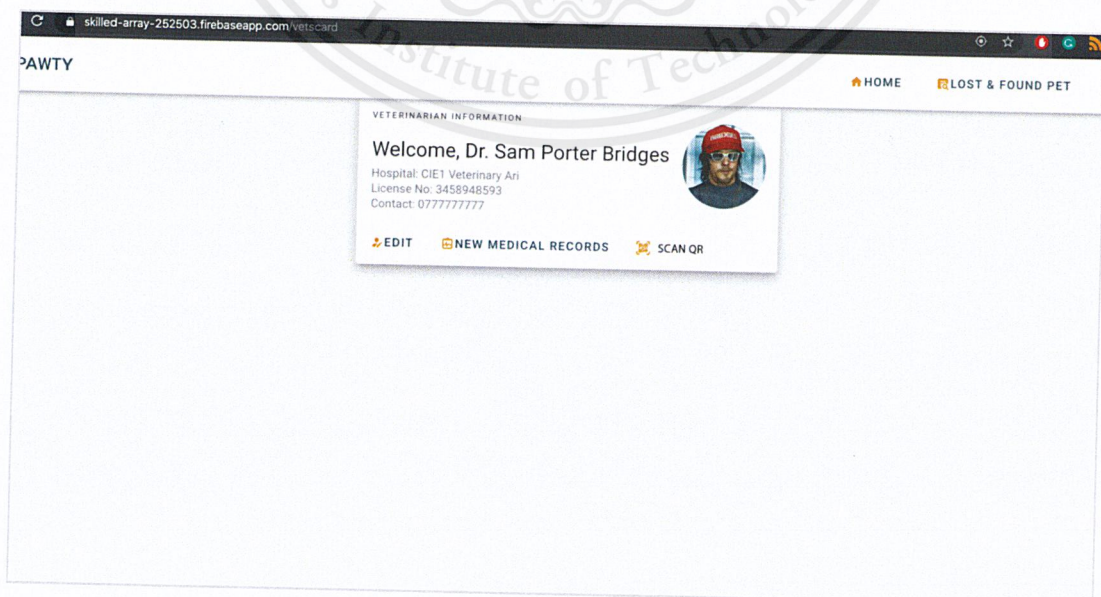 skilled-array-252503.firebaseapp.com/vetscard
s Institute of Technolo
PAWTY
HOME
LOST & FOUND PET
VETERINARIAN INFORMATION
Welcome, Dr. Sam Porter Bridges
Hospital: CIE1 Veterinary Ari
License No: 3458948593
Contact: 0777777777
EDIT
NEW MEDICAL RECORDS
SCAN QR